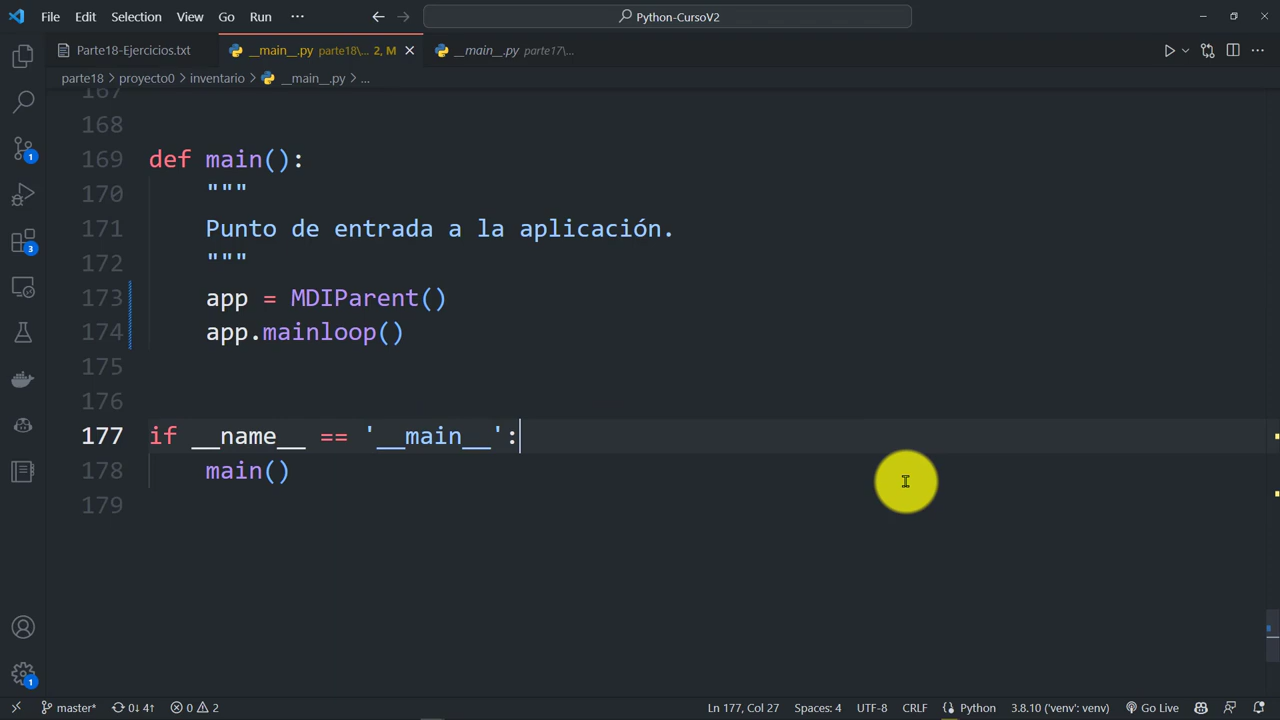 File Edit Selection View Go Run ··· Python-CursoV2
Parte18-Ejercicios.txt __main__.py parte18\... 2, M __main__.py parte17\...
parte18 > proyecto0 > inventario > __main__.py > ...
167
168
169 def main():
170 """
171 Punto de entrada a la aplicación.
172 """
173 app = MDIParent()
174 app.mainloop()
175
176
177 if __name__ == '__main__':
178 main()
179
1
3
1
master* 0↓ 4↑ 0 2 Ln 177, Col 27 Spaces: 4 UTF-8 CRLF Python 3.8.10 ('venv': venv) Go Live